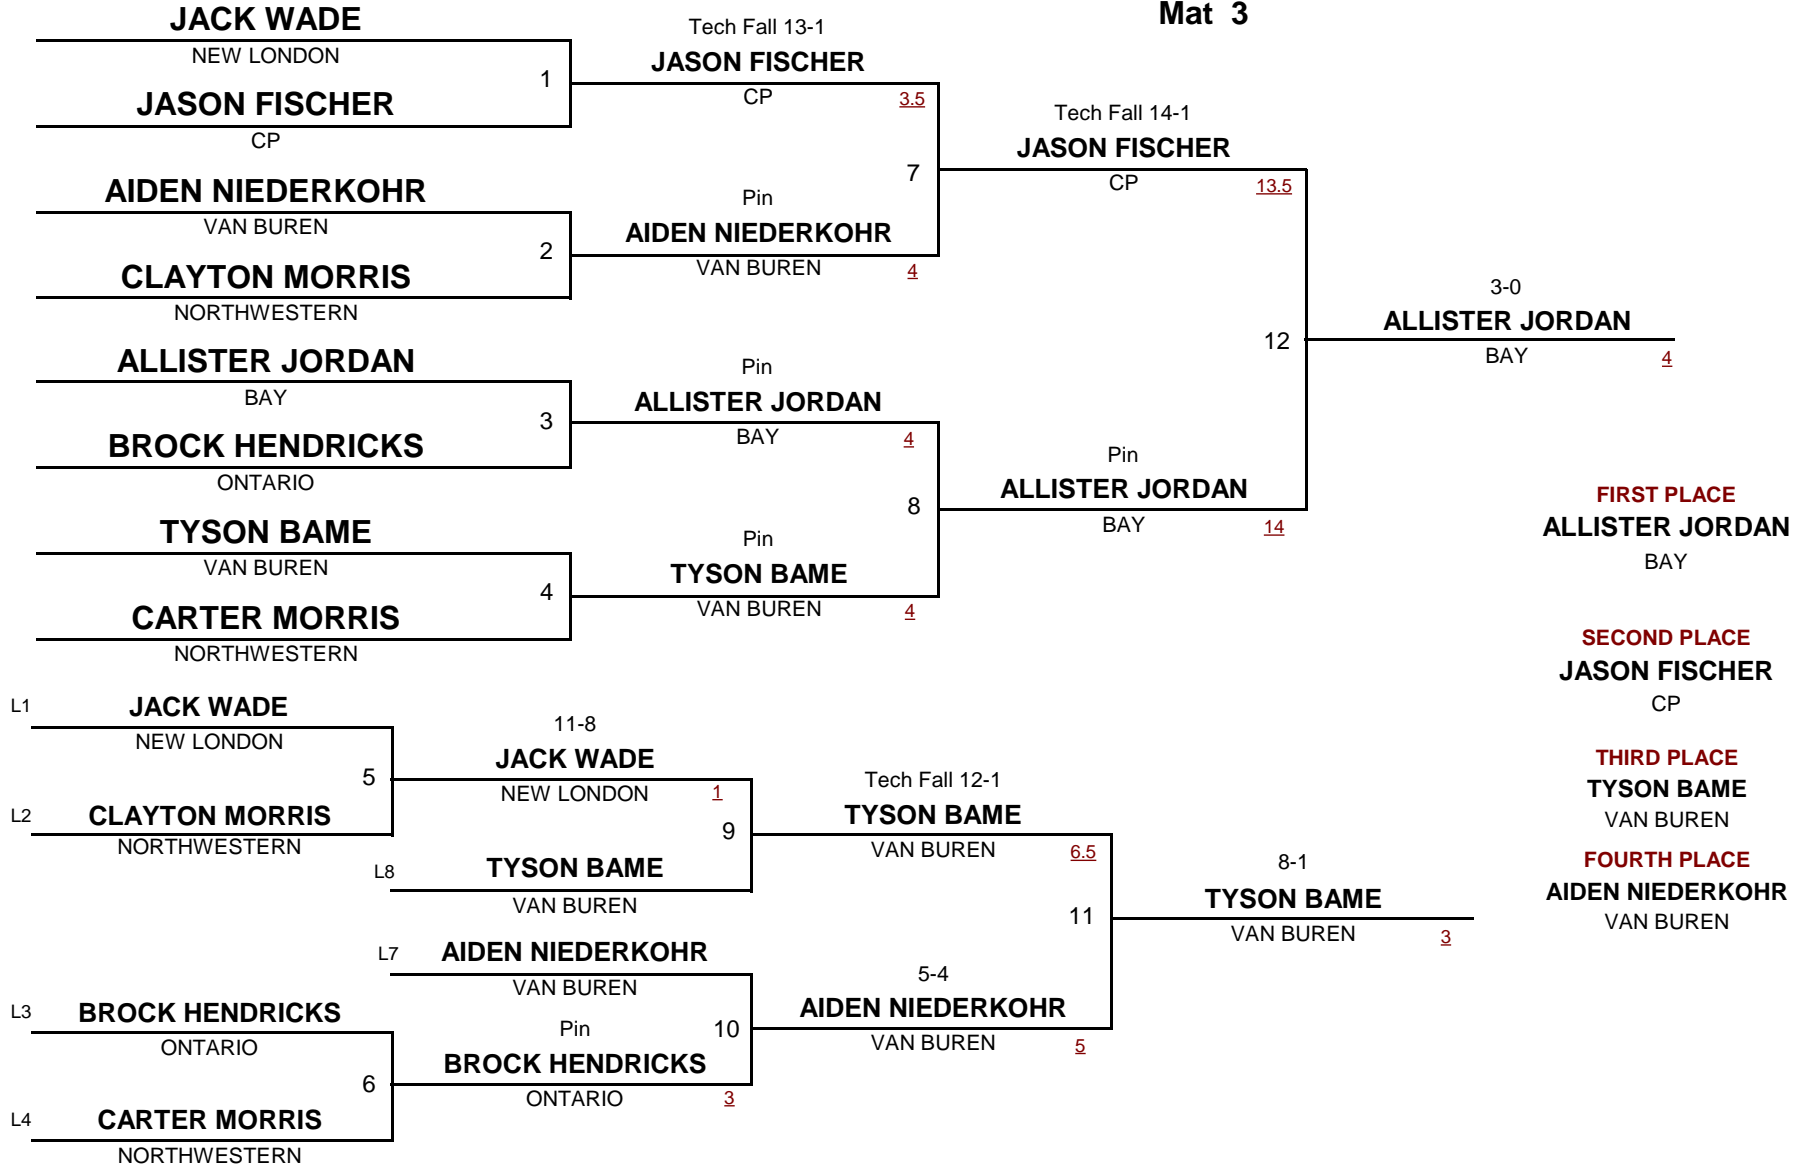 Mat 3
JACK WADE
NEW LONDON
1
JASON FISCHER
CP
Tech Fall 13-1
JASON FISCHER
CP
3.5
AIDEN NIEDERKOHR
VAN BUREN
2
CLAYTON MORRIS
NORTHWESTERN
Pin
AIDEN NIEDERKOHR
VAN BUREN
4
7
Tech Fall 14-1
JASON FISCHER
CP
13.5
ALLISTER JORDAN
BAY
3
BROCK HENDRICKS
ONTARIO
Pin
ALLISTER JORDAN
BAY
4
TYSON BAME
VAN BUREN
4
CARTER MORRIS
NORTHWESTERN
Pin
TYSON BAME
VAN BUREN
4
8
Pin
ALLISTER JORDAN
BAY
14
12
3-0
ALLISTER JORDAN
BAY
4
FIRST PLACE
ALLISTER JORDAN
BAY
SECOND PLACE
JASON FISCHER
CP
THIRD PLACE
TYSON BAME
VAN BUREN
FOURTH PLACE
AIDEN NIEDERKOHR
VAN BUREN
L1
JACK WADE
NEW LONDON
5
L2
CLAYTON MORRIS
NORTHWESTERN
11-8
JACK WADE
NEW LONDON
1
9
L8
TYSON BAME
VAN BUREN
Tech Fall 12-1
TYSON BAME
VAN BUREN
6.5
L7
AIDEN NIEDERKOHR
VAN BUREN
L3
BROCK HENDRICKS
ONTARIO
6
L4
CARTER MORRIS
NORTHWESTERN
Pin
10
BROCK HENDRICKS
ONTARIO
3
5-4
AIDEN NIEDERKOHR
VAN BUREN
5
11
8-1
TYSON BAME
VAN BUREN
3